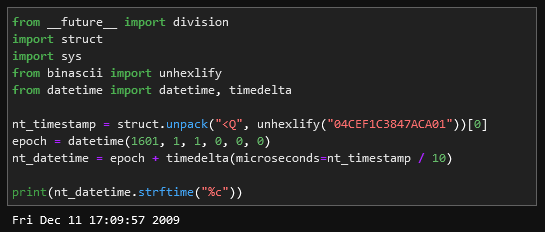 from __future__ import division
import struct
import sys
from binascii import unhexlify
from datetime import datetime, timedelta
nt_timestamp = struct.unpack("<Q", unhexlify("04CEF1C3847ACA01"))[0]
epoch = datetime(1601, 1, 1, 0, 0, 0)
nt_datetime = epoch + timedelta(microseconds=nt_timestamp / 10)
print(nt_datetime.strftime("%c"))
Fri Dec 11 17:09:57 2009